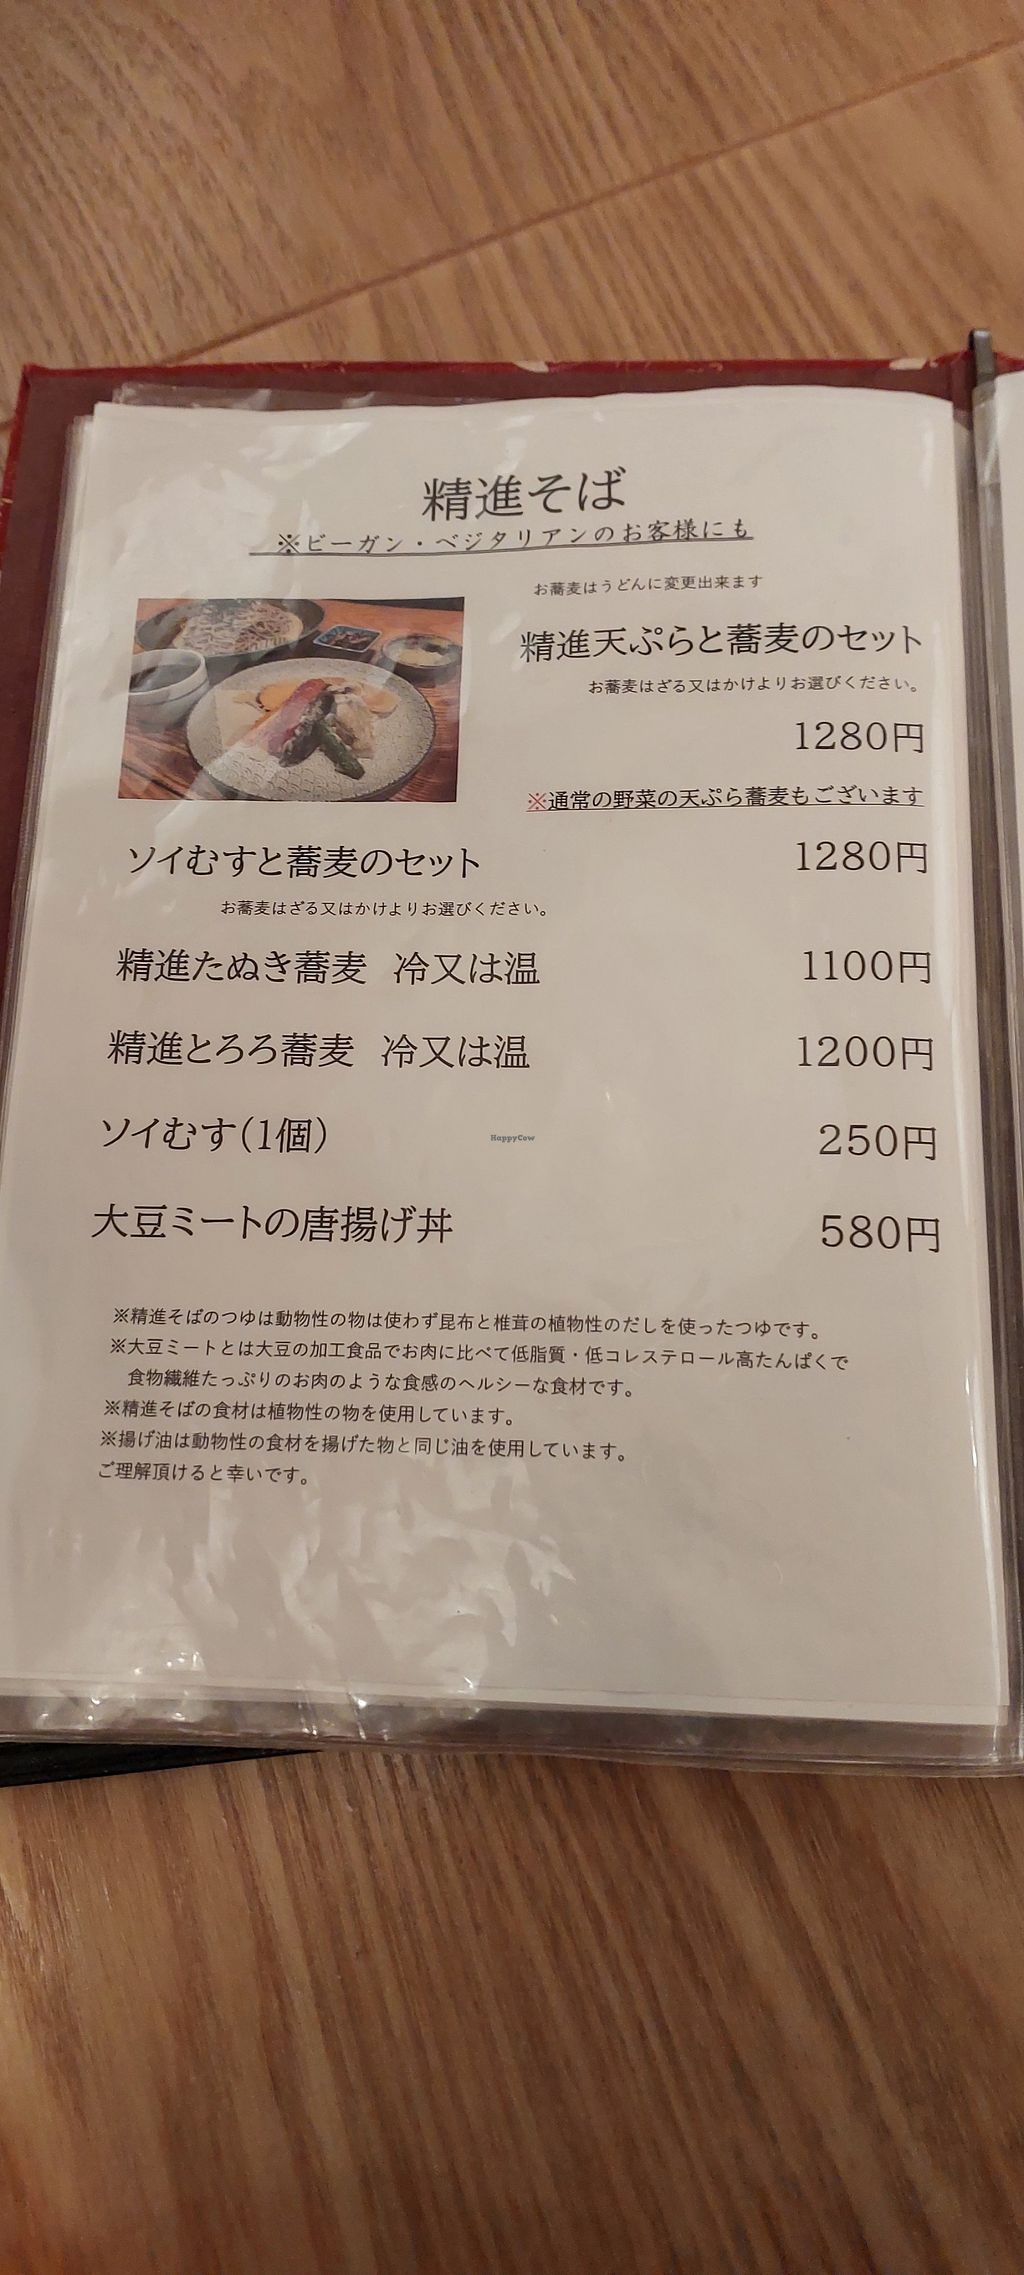 精進そば
※ビーガン・ベジタリアンのお客様にも
お蕎麦はうどんに変更出来ます
精進天ぷらと蕎麦のセット
お蕎麦はざる又はかけよりお選びください。
1280円
※通常の野菜の天ぷら蕎麦もございます
ソイむすと蕎麦のセット 1280円
お蕎麦はざる又はかけよりお選びください。
精進たぬき蕎麦 冷又は温 1100円
精進とろろ蕎麦 冷又は温 1200円
ソイむす(1個) 250円
HappyCow
大豆ミートの唐揚げ丼 580円
※精進そばのつゆは動物性の物は使わず昆布と椎茸の植物性のだしを使ったつゆです。
※大豆ミートとは大豆の加工食品でお肉に比べて低脂質・低コレステロール高たんぱくで
食物繊維たっぷりのお肉のような食感のヘルシーな食材です。
※精進そばの食材は植物性の物を使用しています。
※揚げ油は動物性の食材を揚げた物と同じ油を使用しています。
ご理解頂けると幸いです。